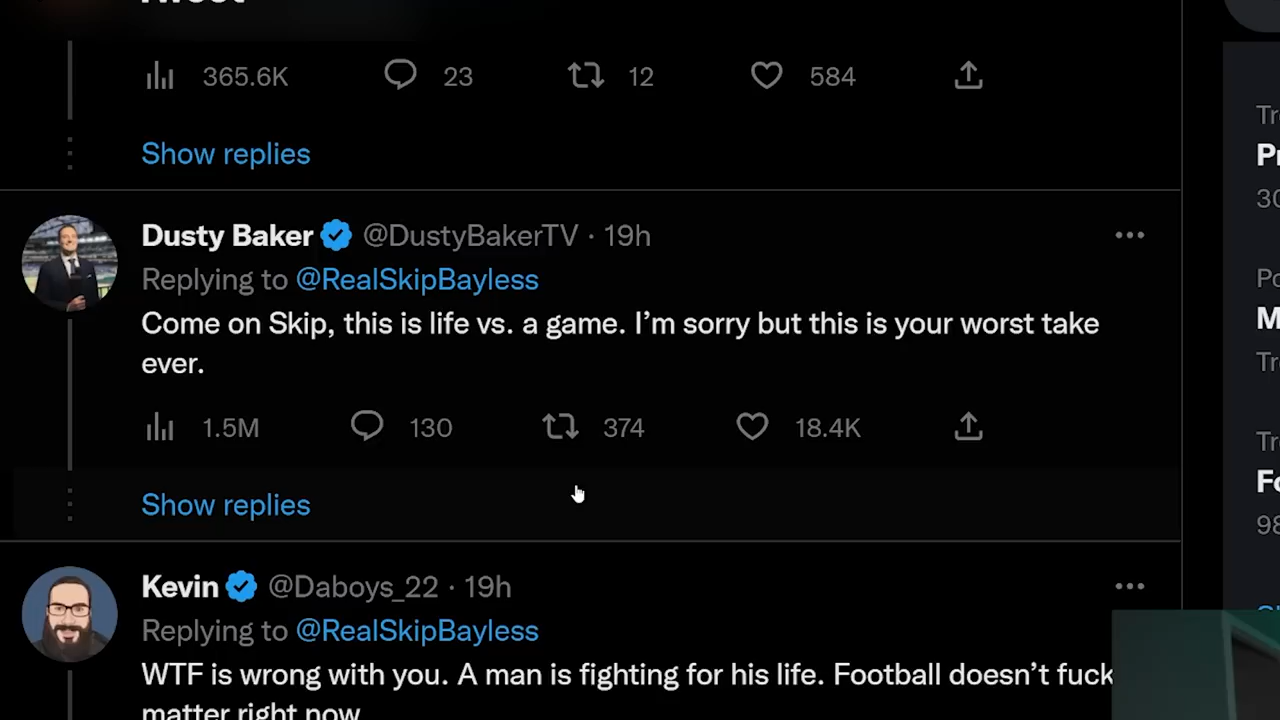 365.6K 23 12 584
Show replies
Dusty Baker @DustyBakerTV · 19h
Replying to @RealSkipBayless
Come on Skip, this is life vs. a game. I'm sorry but this is your worst take
ever.
1.5M 130 374 18.4K
Show replies
Kevin @Daboys_22 · 19h
Replying to @RealSkipBayless
WTF is wrong with you. A man is fighting for his life. Football doesn't fuck
matter right now